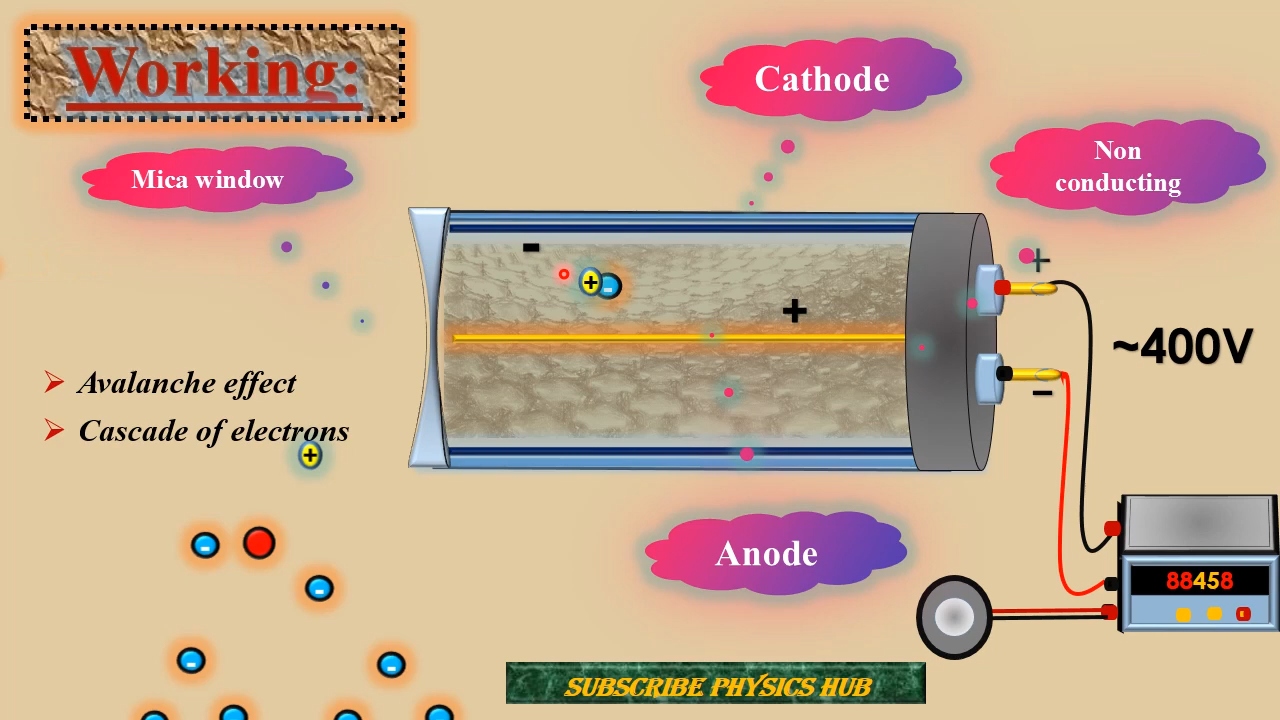 Working:
Cathode
Non
conducting
Mica window
-
+
+
~400V
-
Avalanche effect
Cascade of electrons
Anode
88458
SUBSCRIBE PHYSICS HUB